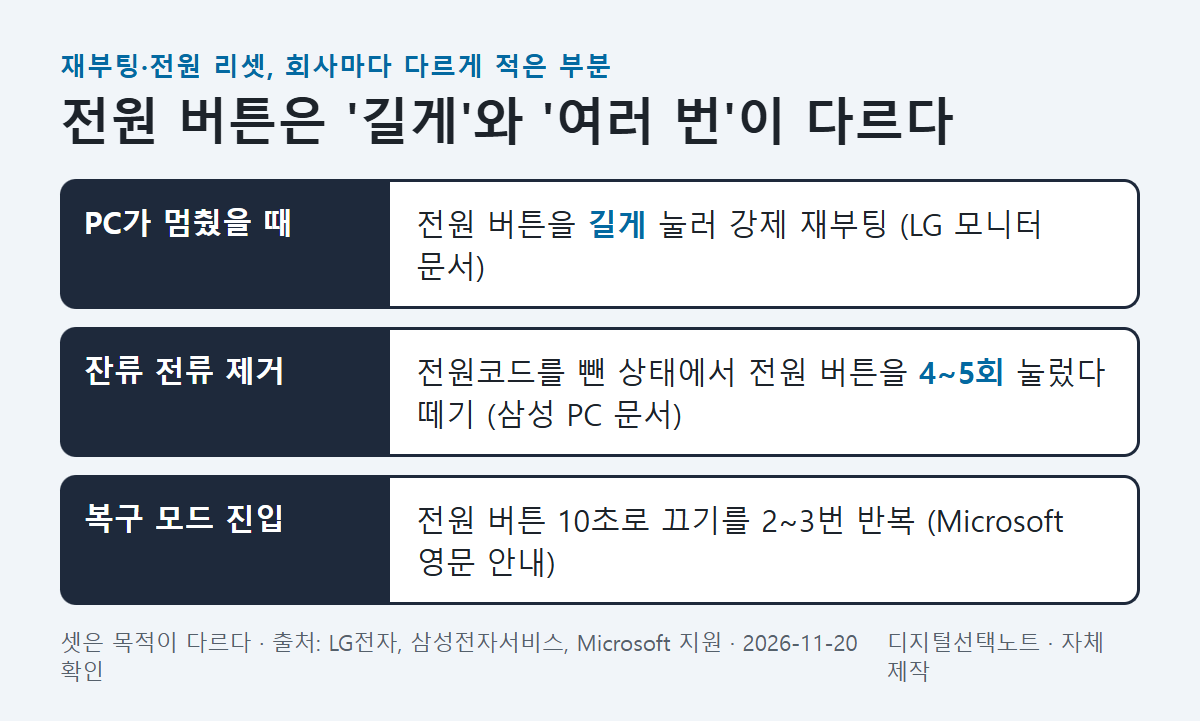 재부팅·전원 리셋, 회사마다 다르게 적은 부분
전원 버튼은 '길게'와 '여러 번'이 다르다
PC가 멈췄을 때
전원 버튼을 길게 눌러 강제 재부팅 (LG 모니터
문서)
잔류 전류 제거
전원코드를 뺀 상태에서 전원 버튼을 4~5회 눌렀다
떼기 (삼성 PC 문서)
복구 모드 진입
전원 버튼 10초로 끄기를 2~3번 반복 (Microsoft
영문 안내)
셋은 목적이 다르다 · 출처: LG전자, 삼성전자서비스, Microsoft 지원 · 2026-11-20
확인
디지털선택노트 · 자체
제작